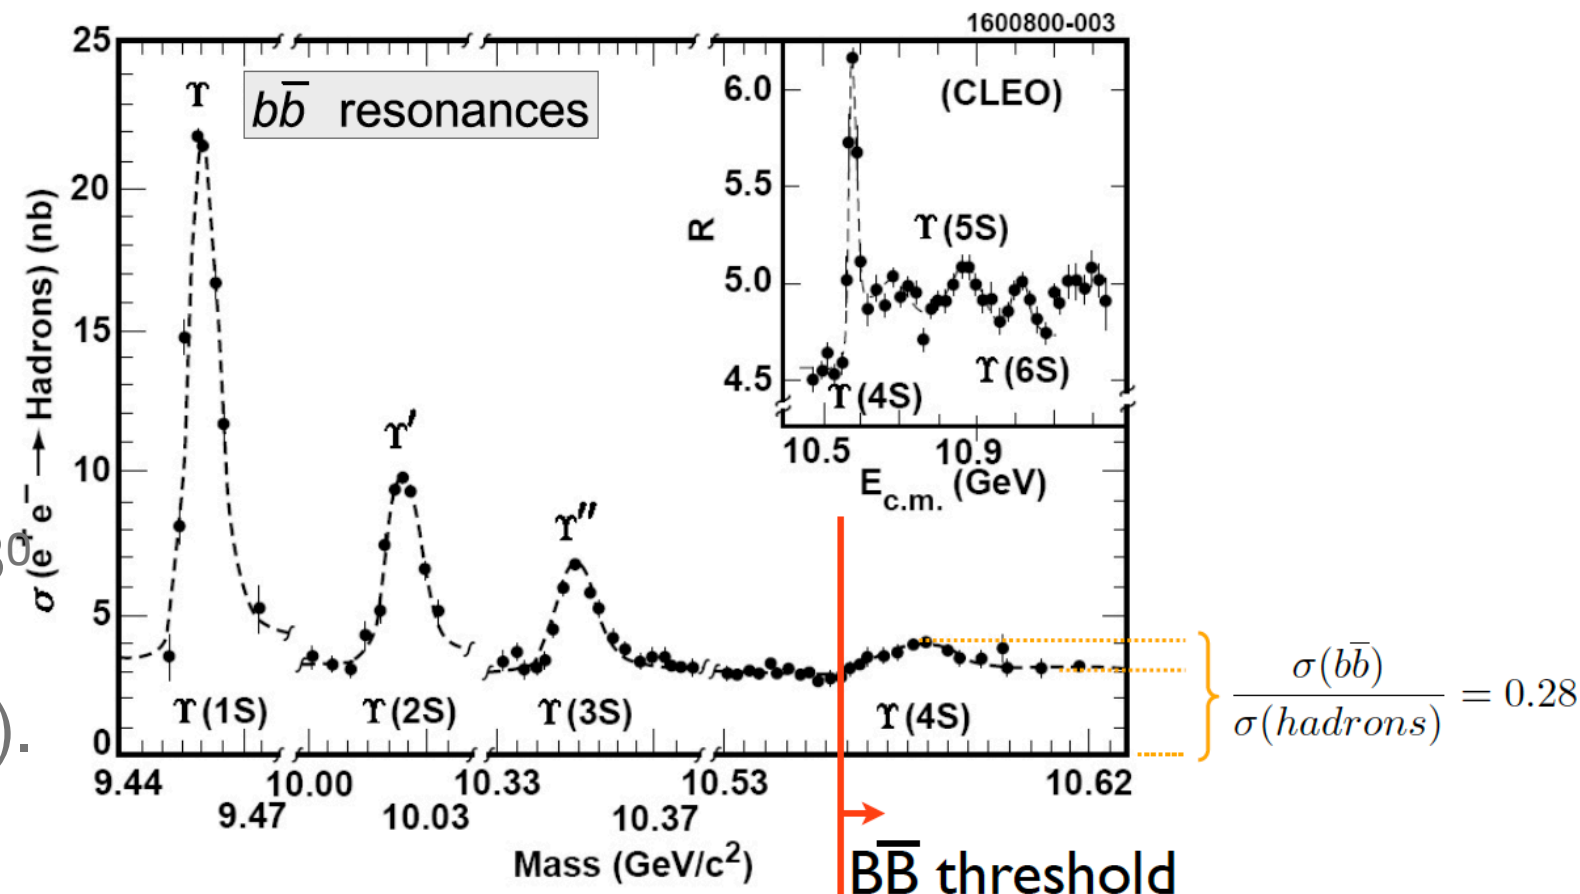 1600800-003
25
20
15
10
5
0
σ (e⁺ e⁻ → Hadrons) (nb)
ϒ
bb̅ resonances
ϒ′
ϒ″
ϒ(1S)
ϒ(2S)
ϒ(3S)
ϒ(4S)
(CLEO)
6.0
5.5
5.0
4.5
R
ϒ(5S)
ϒ(6S)
ϒ(4S)
10.5
10.9
E c.m. (GeV)
0
).
σ(bb̅)
σ(hadrons)
= 0.28
9.44
10.00
10.33
10.53
10.62
9.47
10.03
10.37
Mass (GeV/c²)
BB̅ threshold